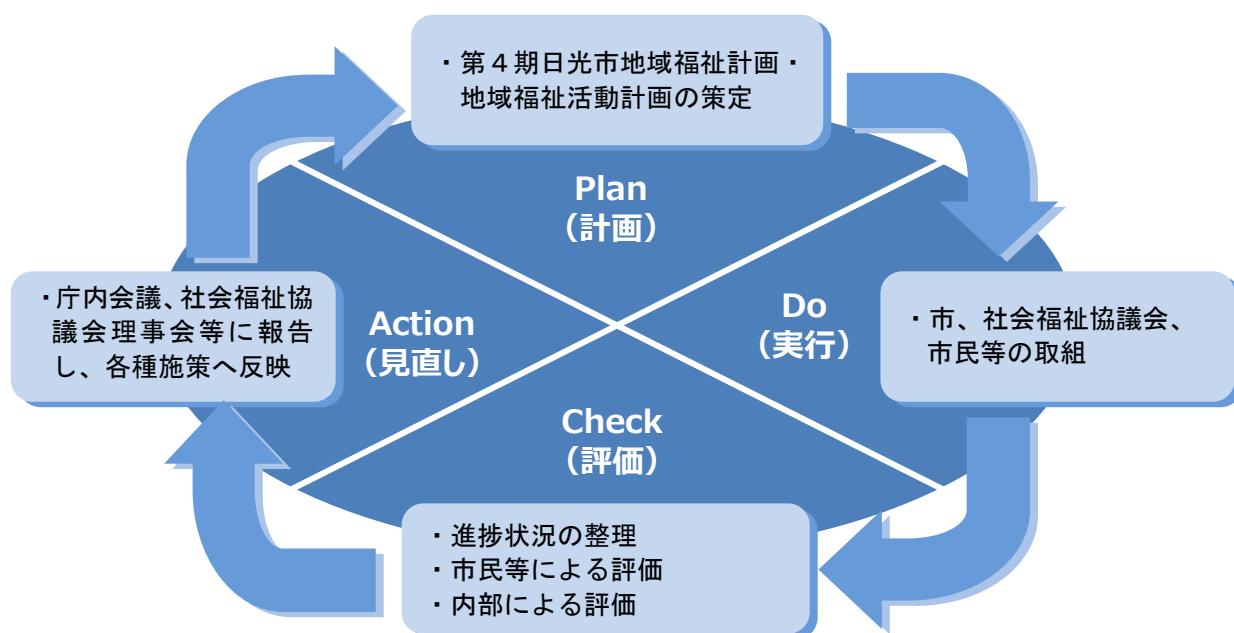 ・第４期日光市地域福祉計画・
地域福祉活動計画の策定
Plan
（計画）
・庁内会議、社会福祉協
議会理事会等に報告
し、各種施策へ反映
Action
（見直し）
Do
（実行）
・市、社会福祉協議会、
市民等の取組
Check
（評価）
・進捗状況の整理
・市民等による評価
・内部による評価